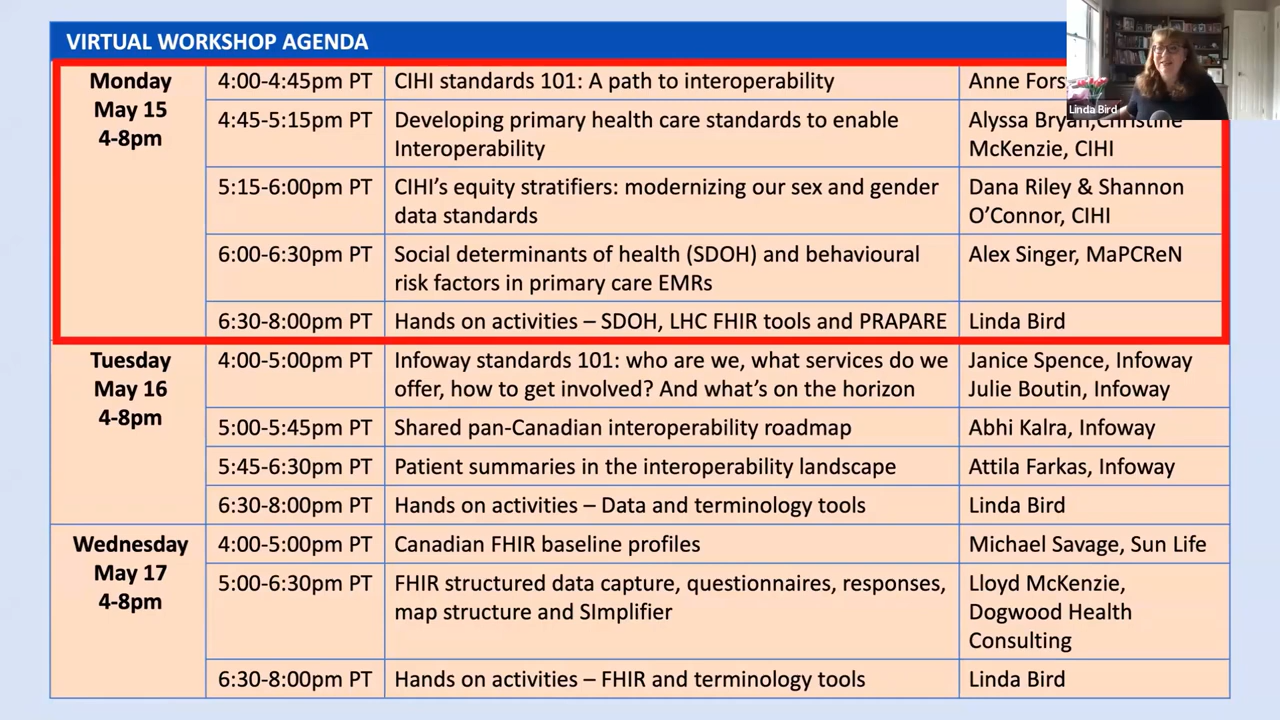 VIRTUAL WORKSHOP AGENDA
Linda Bird
Monday
May 15
4-8pm
4:00-4:45pm PT
CIHI standards 101: A path to interoperability
Anne Fors
4:45-5:15pm PT
Developing primary health care standards to enable
Interoperability
Alyssa Bryan,Christine
McKenzie, CIHI
5:15-6:00pm PT
CIHI’s equity stratifiers: modernizing our sex and gender
data standards
Dana Riley & Shannon
O’Connor, CIHI
6:00-6:30pm PT
Social determinants of health (SDOH) and behavioural
risk factors in primary care EMRs
Alex Singer, MaPCReN
6:30-8:00pm PT
Hands on activities – SDOH, LHC FHIR tools and PRAPARE
Linda Bird
Tuesday
May 16
4-8pm
4:00-5:00pm PT
Infoway standards 101: who are we, what services do we
offer, how to get involved? And what’s on the horizon
Janice Spence, Infoway
Julie Boutin, Infoway
5:00-5:45pm PT
Shared pan-Canadian interoperability roadmap
Abhi Kalra, Infoway
5:45-6:30pm PT
Patient summaries in the interoperability landscape
Attila Farkas, Infoway
6:30-8:00pm PT
Hands on activities – Data and terminology tools
Linda Bird
Wednesday
May 17
4-8pm
4:00-5:00pm PT
Canadian FHIR baseline profiles
Michael Savage, Sun Life
5:00-6:30pm PT
FHIR structured data capture, questionnaires, responses,
map structure and SImplifier
Lloyd McKenzie,
Dogwood Health
Consulting
6:30-8:00pm PT
Hands on activities – FHIR and terminology tools
Linda Bird